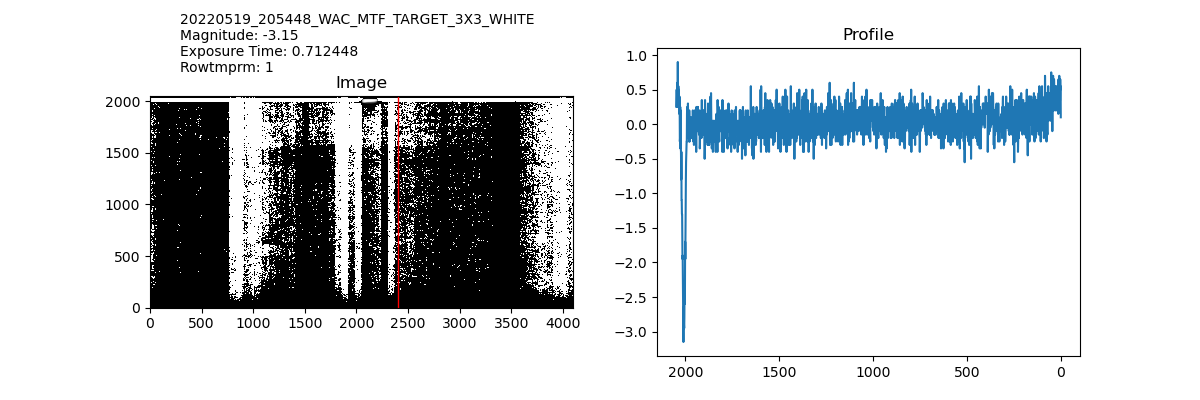 20220519_205448_WAC_MTF_TARGET_3X3_WHITE
Magnitude: -3.15
Exposure Time: 0.712448
Rowtmprm: 1
Image
2000
1500
1000
500
0
0 500 1000 1500 2000 2500 3000 3500 4000
Profile
1.0
0.5
0.0
−0.5
−1.0
−1.5
−2.0
−2.5
−3.0
2000 1500 1000 500 0